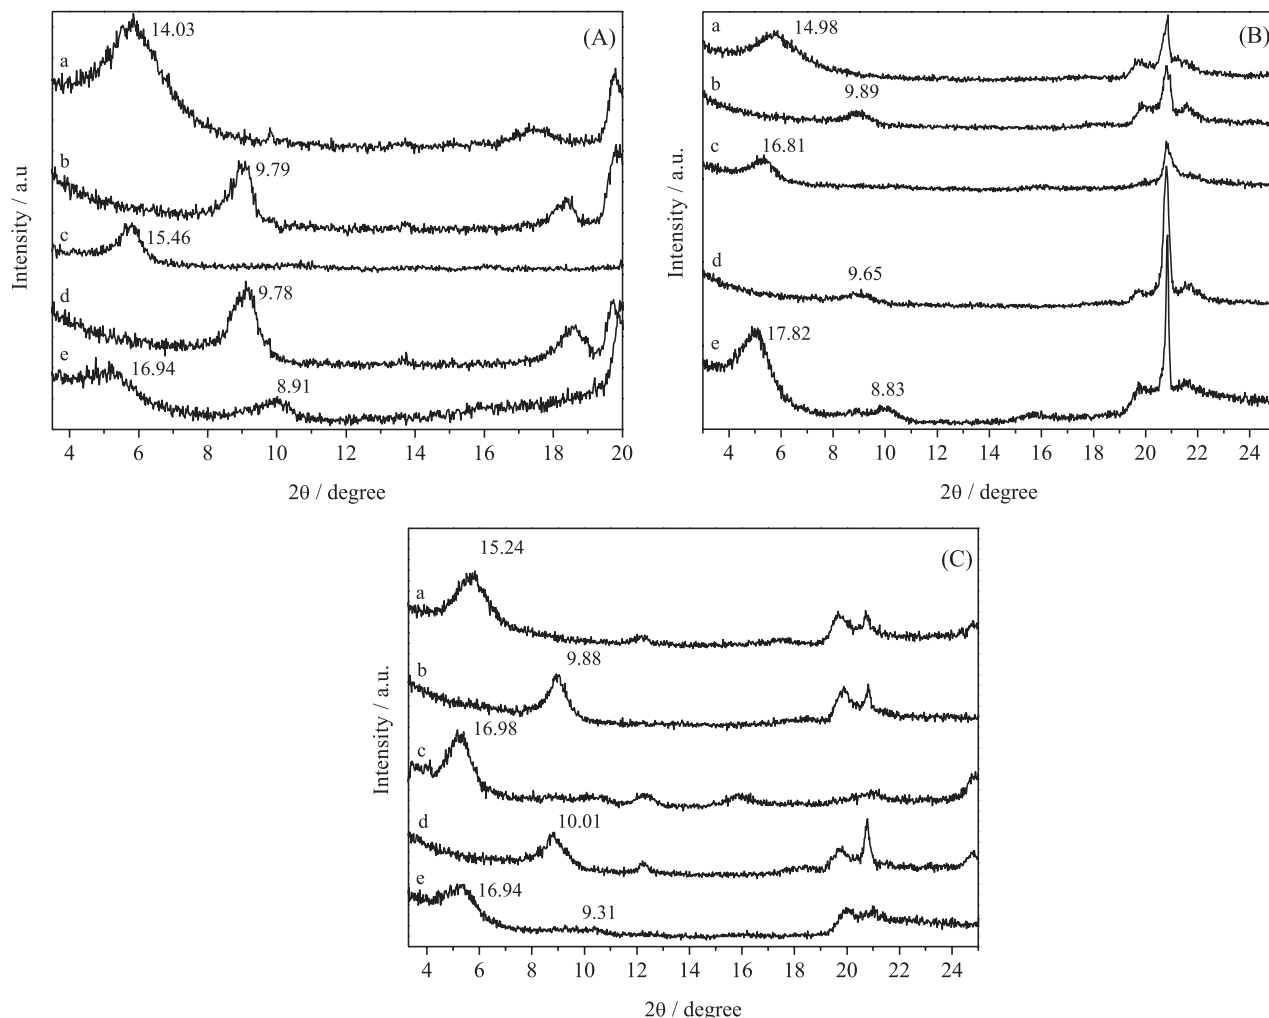 (A)
14.03
a
b
9.79
c
15.46
d
9.78
e
16.94
8.91
Intensity / a.u
4 6 8 10 12 14 16 18 20
2θ / degree
(B)
a
14.98
b
9.89
c
16.81
d
9.65
e
17.82
8.83
Intensity / a.u.
4 6 8 10 12 14 16 18 20 22 24
2θ / degree
(C)
15.24
a
9.88
b
16.98
c
10.01
d
e
16.94
9.31
Intensity / a.u.
4 6 8 10 12 14 16 18 20 22 24
2θ / degree